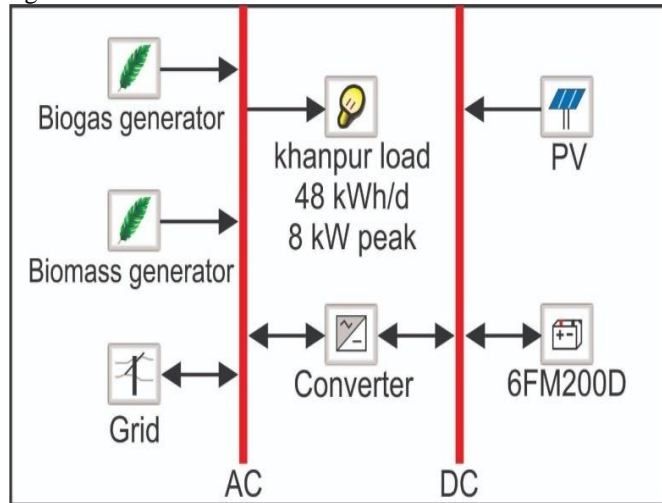 Biogas generator
khanpur load
48 kWh/d
8 kW peak
PV
Biomass generator
Grid
Converter
6FM200D
AC
DC